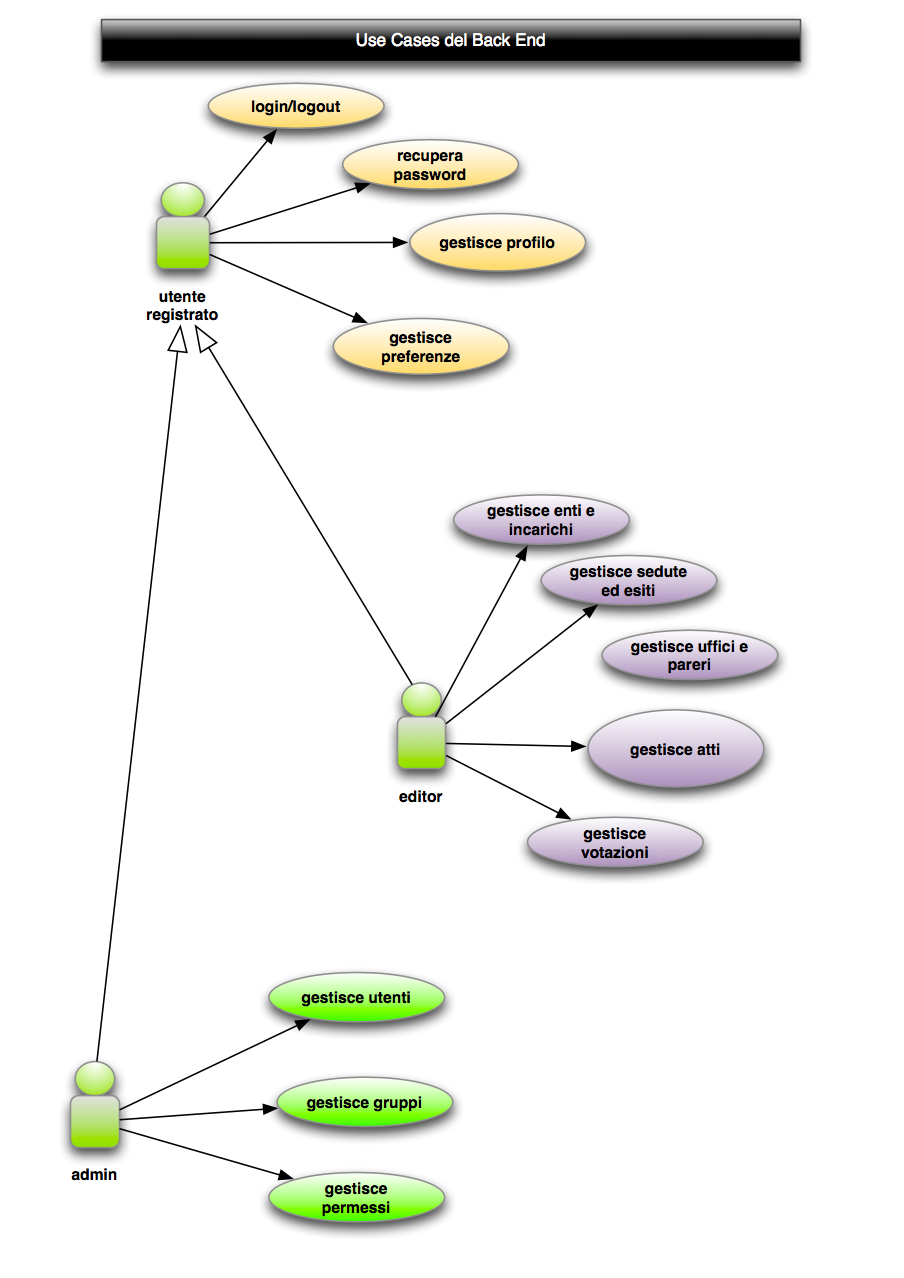 Use Cases del Back End
login/logout
recupera
password
gestisce profilo
utente
registrato
gestisce
preferenze
gestisce enti e
incarichi
gestisce sedute
ed esiti
gestisce uffici e
pareri
gestisce atti
editor
gestisce
votazioni
gestisce utenti
gestisce gruppi
admin
gestisce
permessi